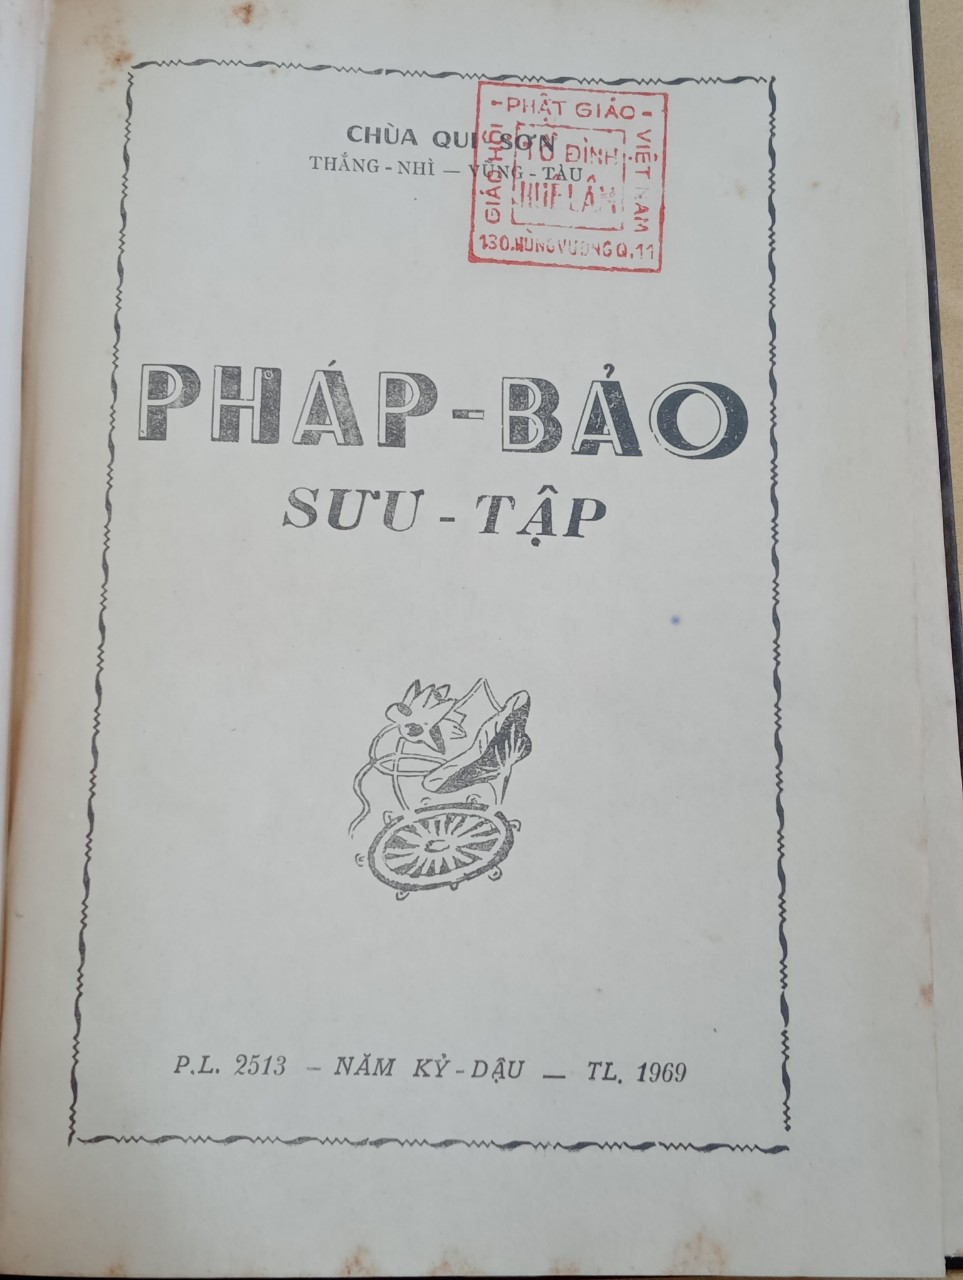 CHÙA QUI SƠN
THẮNG-NHÌ — VŨNG-TÀU
- PHẬT GIÁO -
GIÁO HỘI
VIỆT NAM
TỪ ĐÌNH
HUỆ LÂM
130.HÙNG VƯƠNG Q.11
PHÁP-BẢO
SƯU-TẬP
P.L. 2513 - NĂM KỶ-DẬU — TL. 1969